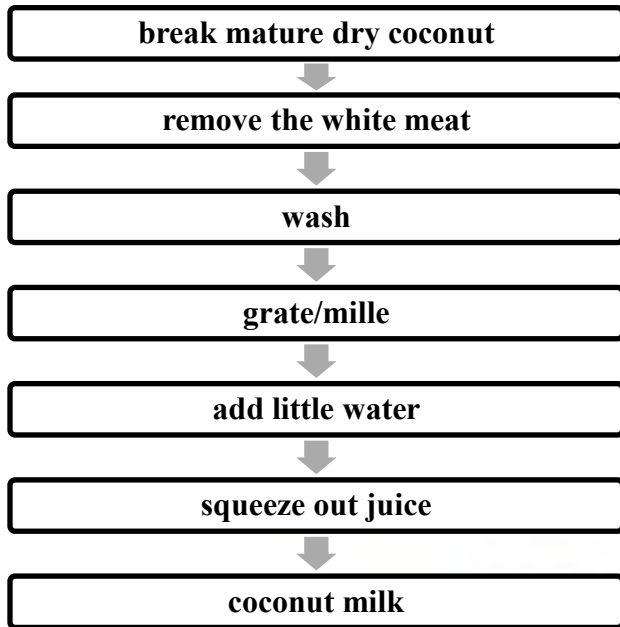 break mature dry coconut
remove the white meat
wash
grate/mille
add little water
squeeze out juice
coconut milk